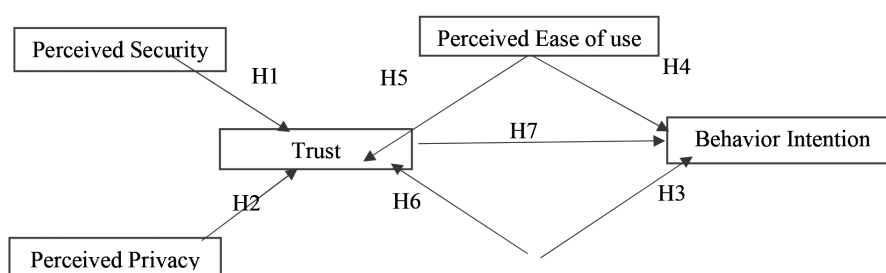 Perceived Ease of use
Perceived Security
H1
H5
H4
H7
Behavior Intention
Trust
H2
H6
H3
Perceived Privacy